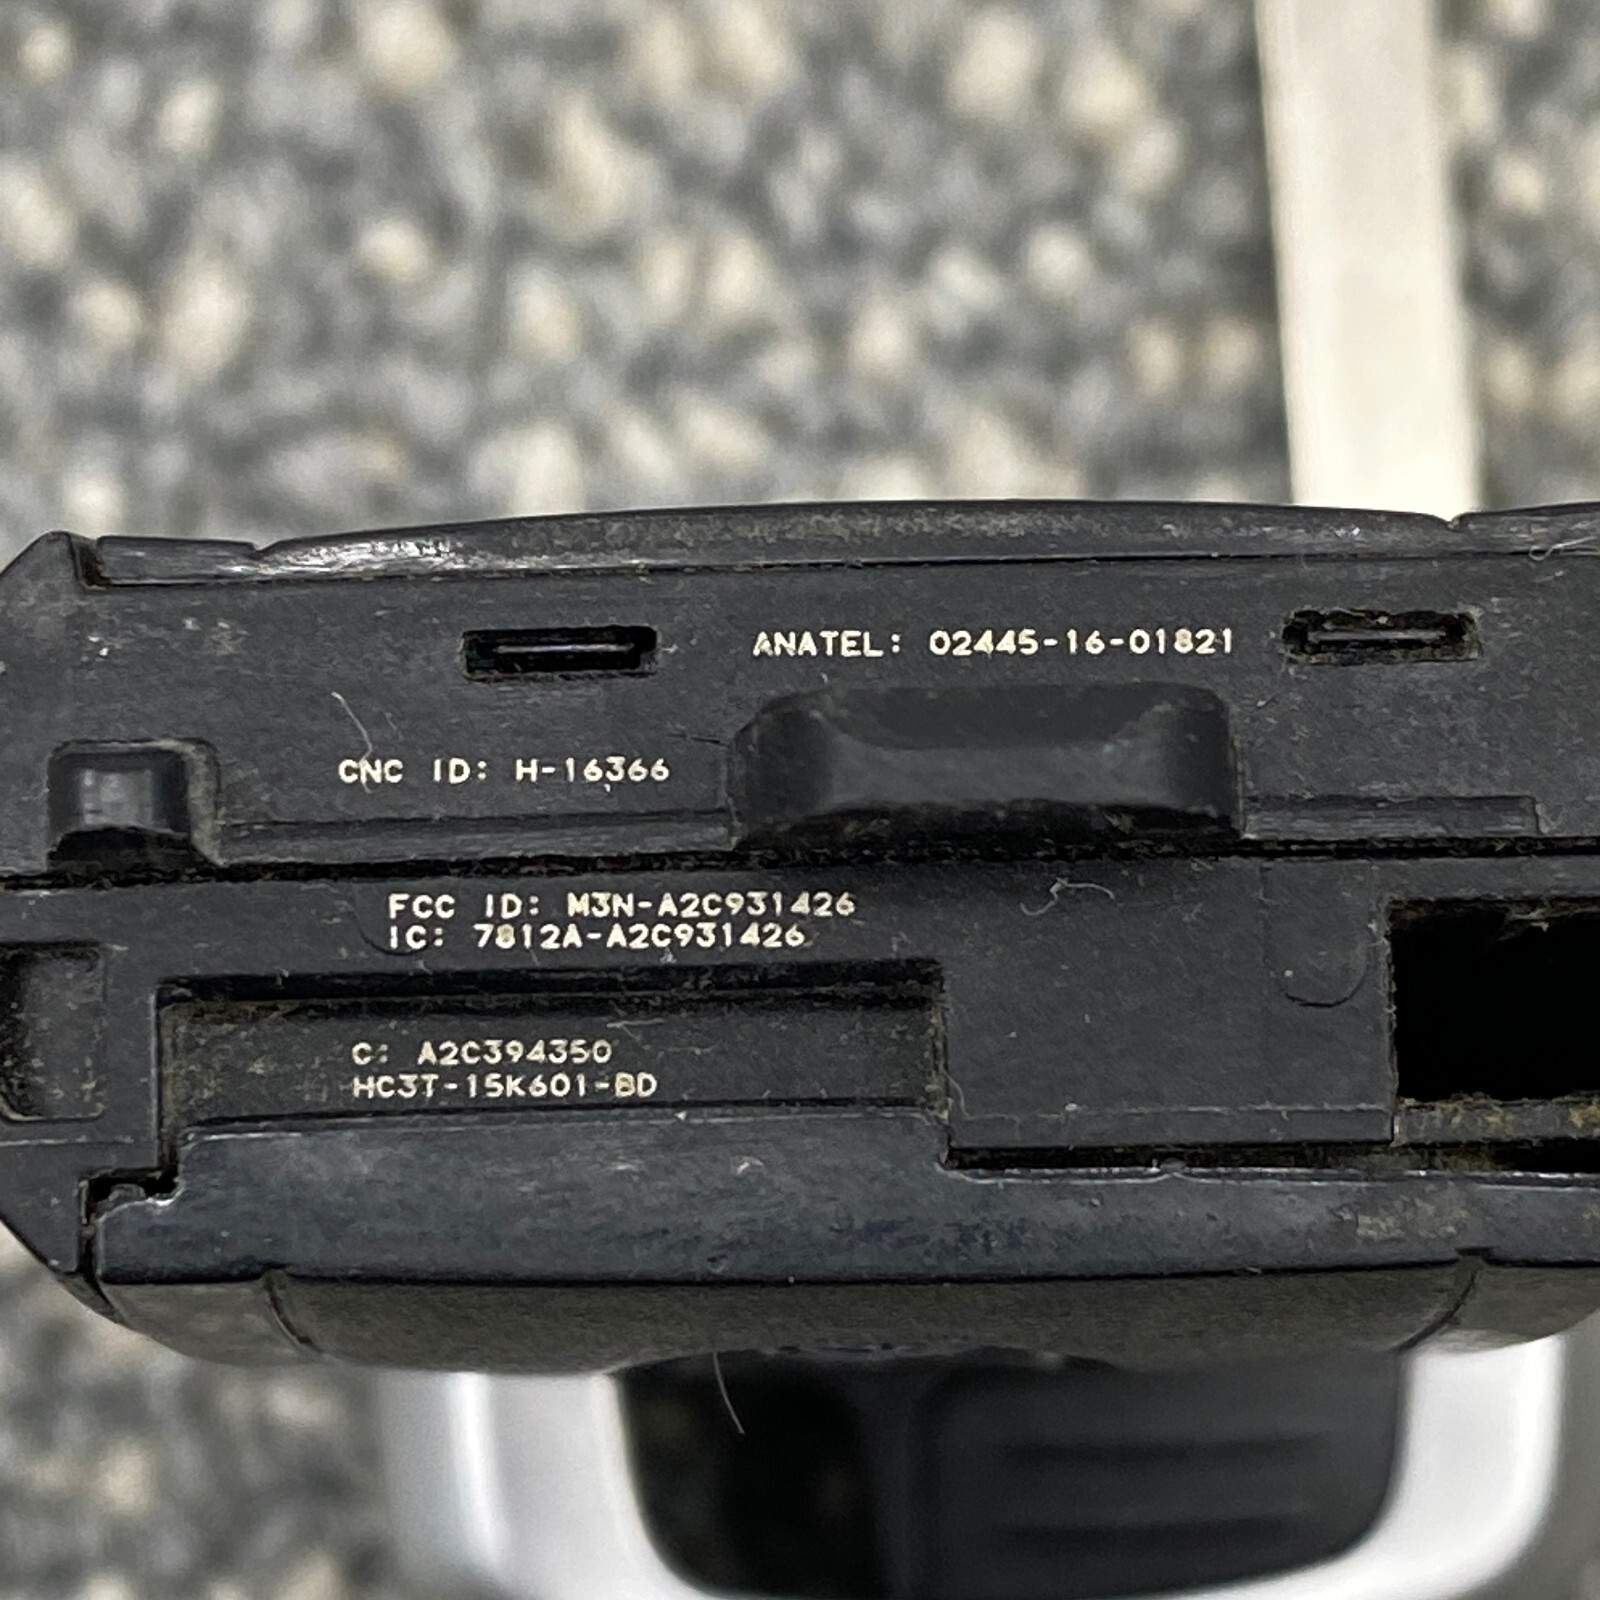 ANATEL: 02445-16-01821
CNC ID: H-16366
FCC ID: M3N-A2C931426
IC: 7812A-A2C931426
C: A2C394350
HC3T-15K601-BD